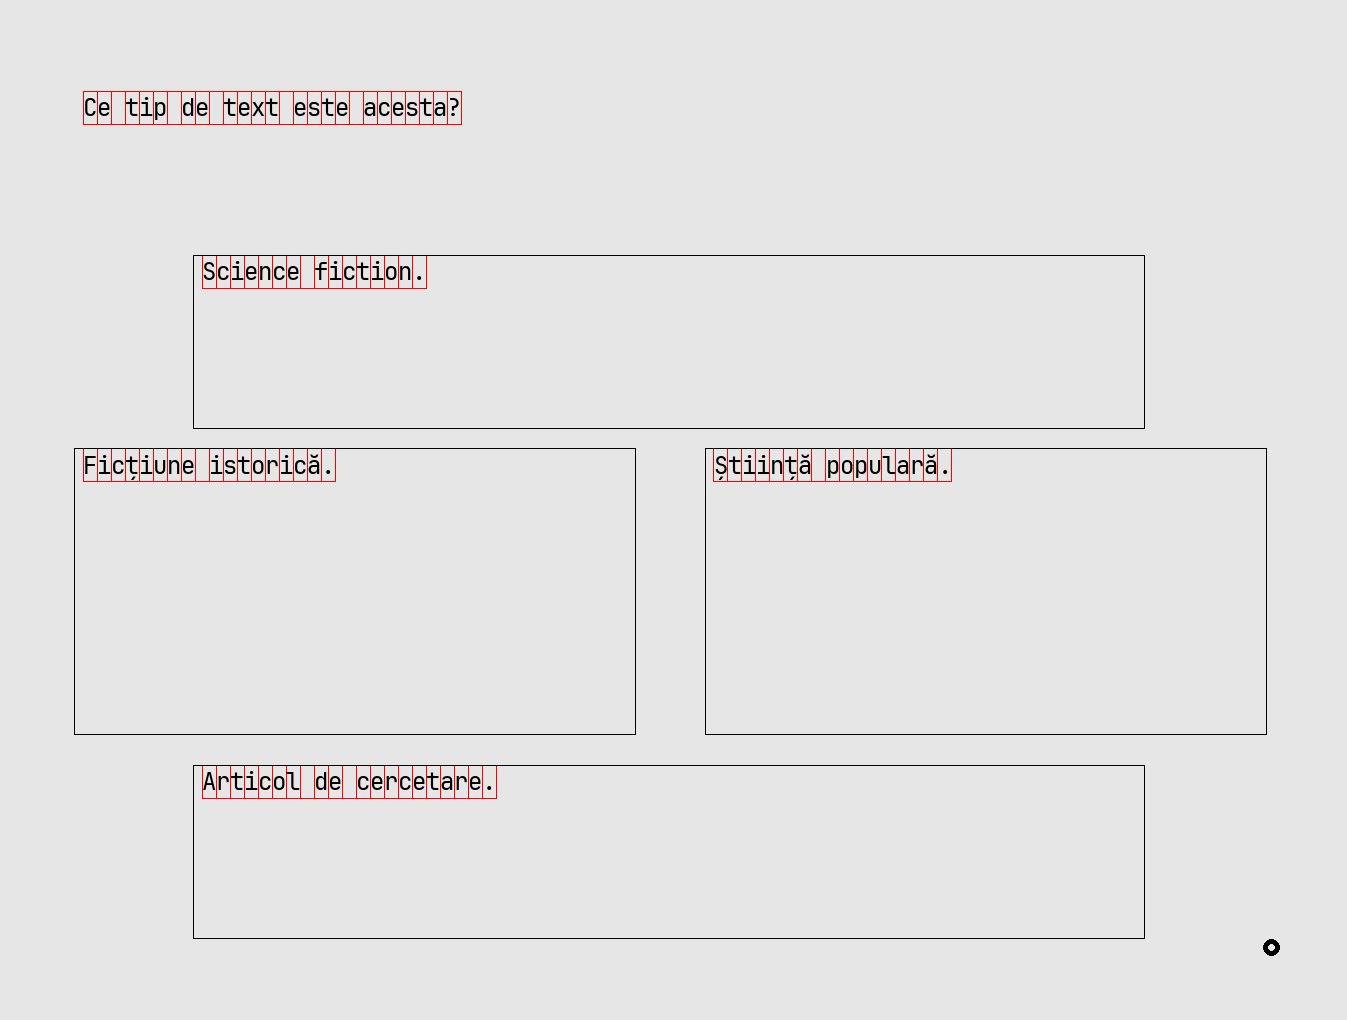 Ce tip de text este acesta?
Science fiction.
Ficțiune istorică.
Știință populară.
Articol de cercetare.